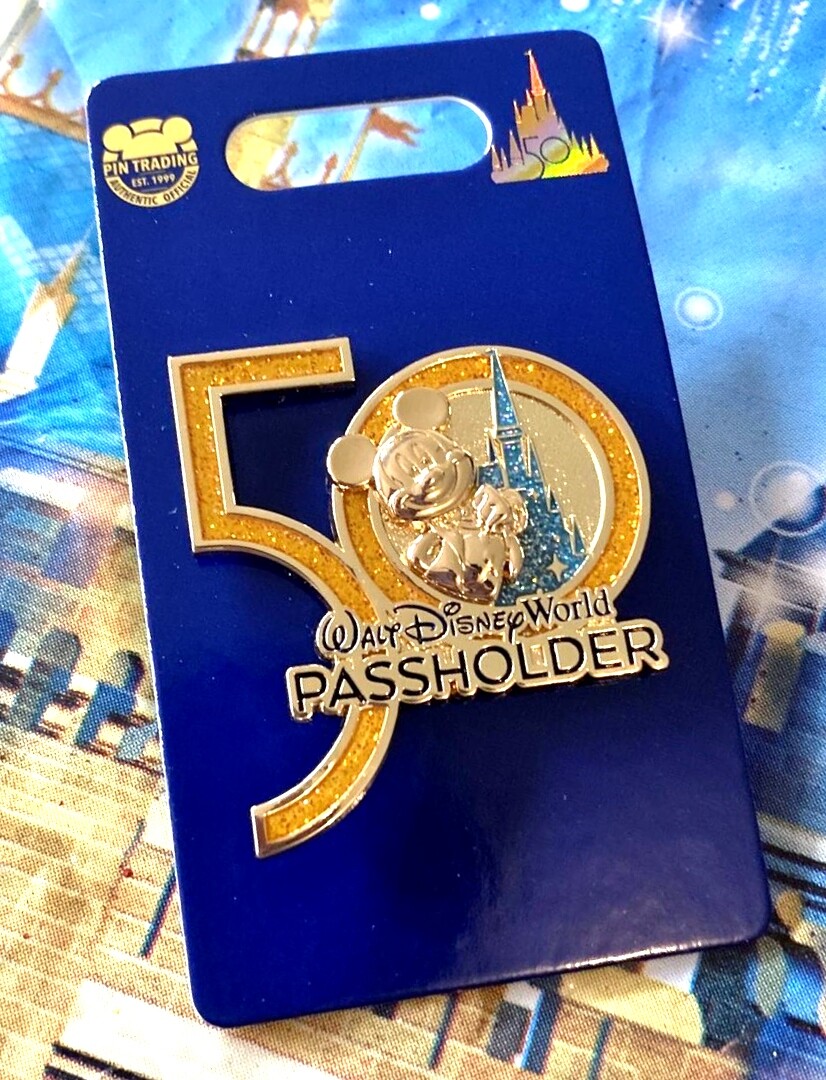 PIN TRADING
EST. 1999
AUTHENTIC OFFICIAL
50
50
WALT DISNEY World
PASSHOLDER